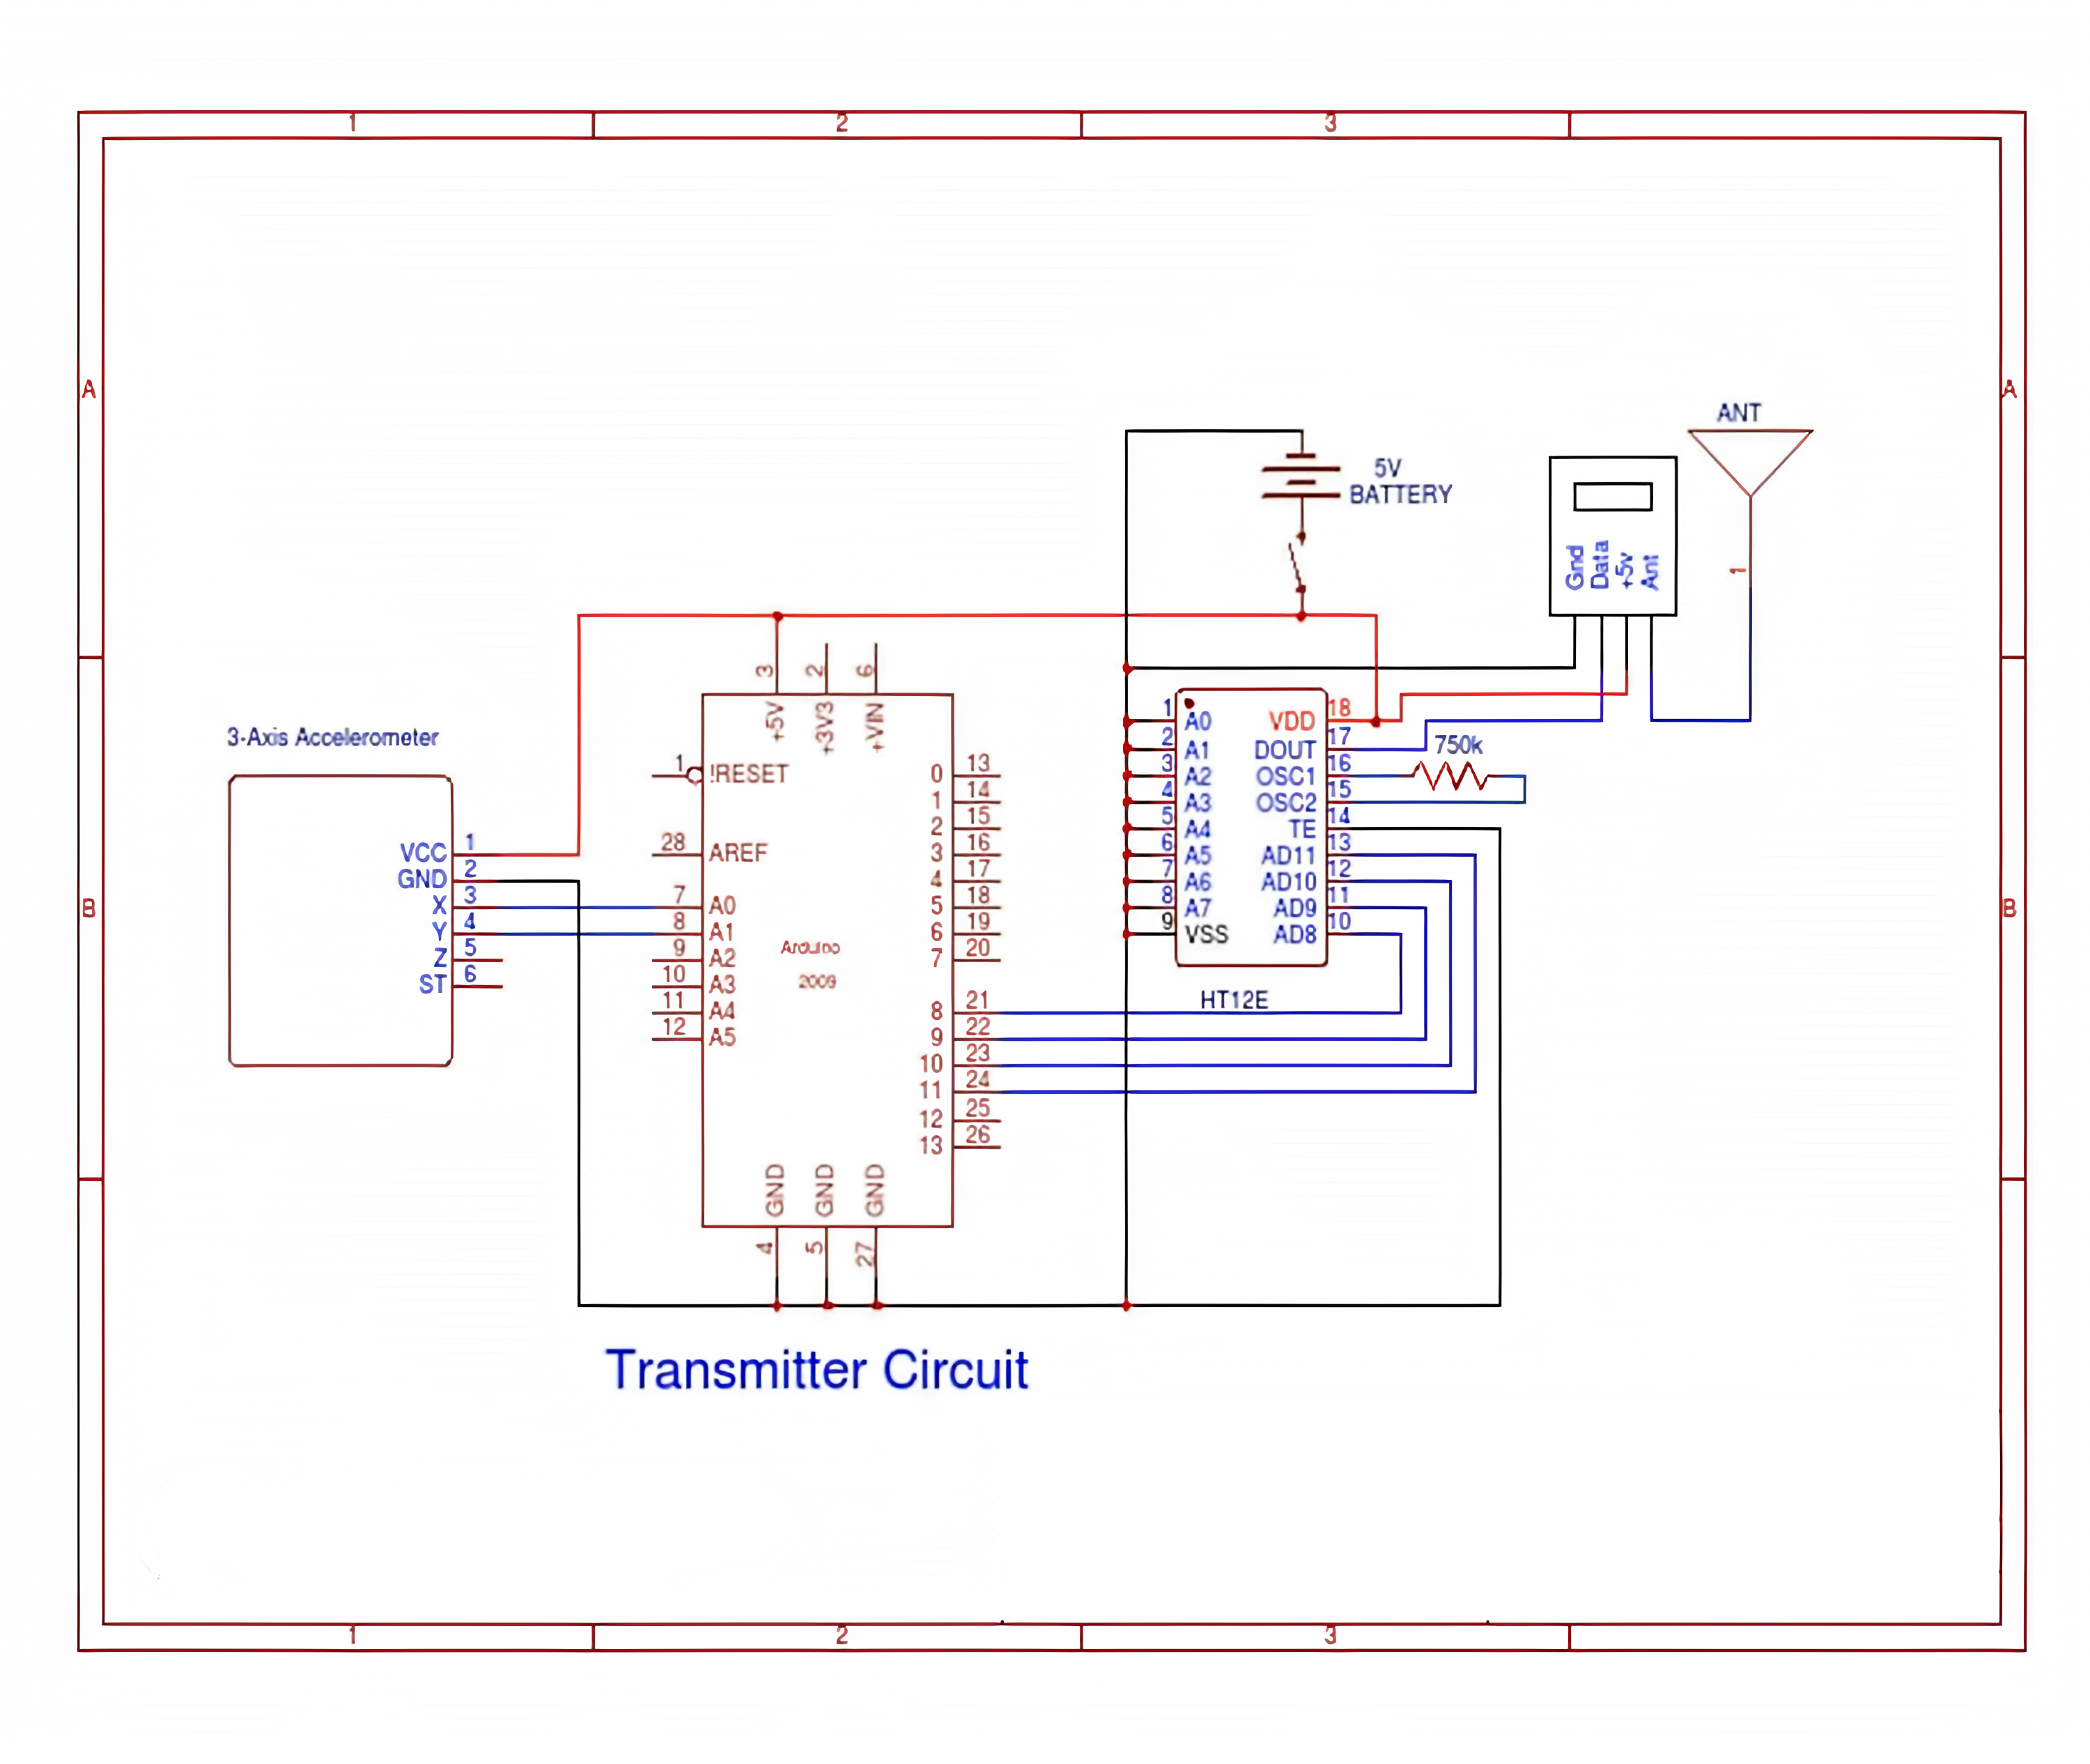 1 2 3
A A
ANT
5V
BATTERY
Gnd
Data
+5v
Ant
1
3 2 6
+5V +3V3 +VIN
3-Axis Accelerometer
VCC 1
GND 2
X 3
Y 4
Z 5
ST 6
1 !RESET
28 AREF
7 A0
8 A1
9 A2
10 A3
11 A4
12 A5
Arduino
2009
0 13
1 14
2 15
3 16
4 17
5 18
6 19
7 20
8 21
9 22
10 23
11 24
12 25
13 26
GND GND GND
4 5 27
1 A0 VDD 18
2 A1 DOUT 17
3 A2 OSC1 16
4 A3 OSC2 15
5 A4 TE 14
6 A5 AD11 13
7 A6 AD10 12
8 A7 AD9 11
9 VSS AD8 10
750k
HT12E
B B
Transmitter Circuit
1 2 3